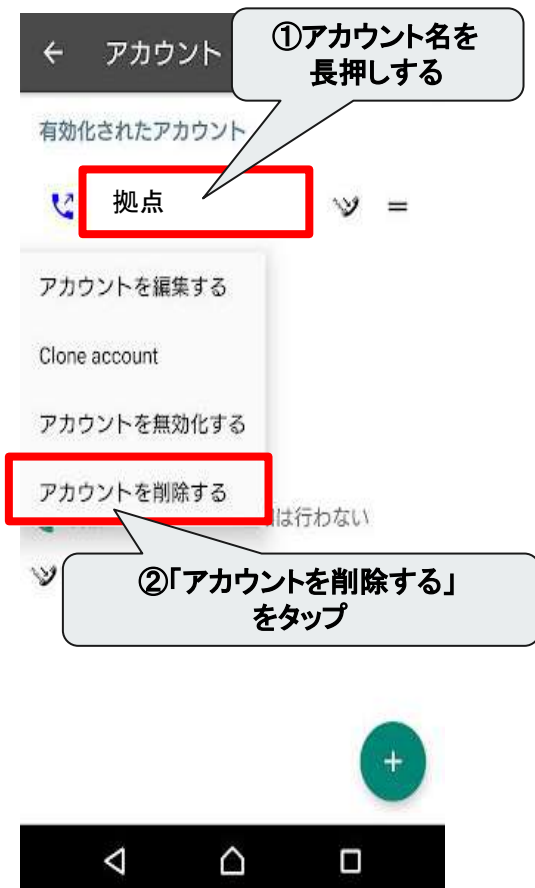 アカウント
①アカウント名を
長押しする
有効化されたアカウント
拠点
アカウントを編集する
Clone account
アカウントを無効化する
アカウントを削除する
は行わない
②「アカウントを削除する」
をタップ